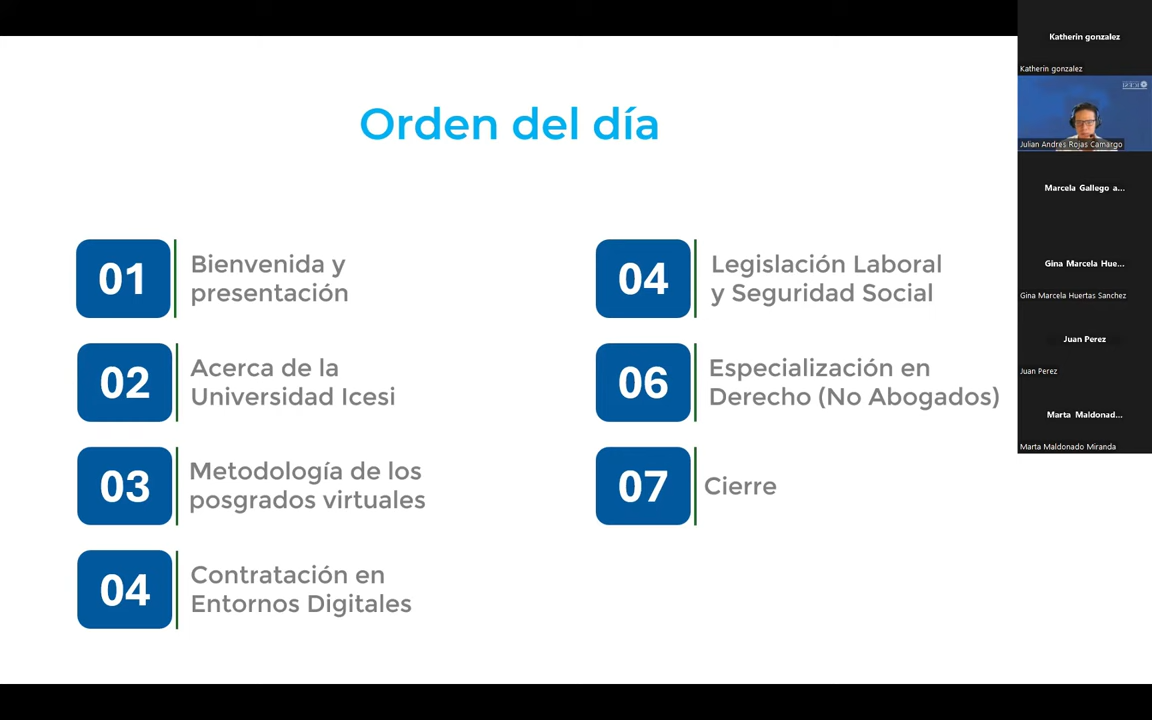 Orden del día
01
Bienvenida y
presentación
02
Acerca de la
Universidad Icesi
03
Metodología de los
posgrados virtuales
04
Contratación en
Entornos Digitales
04
Legislación Laboral
y Seguridad Social
06
Especialización en
Derecho (No Abogados)
07
Cierre
Katherin gonzalez
Katherin gonzalez
Julian Andres Rojas Camargo
Marcela Gallego a...
Gina Marcela Hue...
Gina Marcela Huertas Sanchez
Juan Perez
Juan Perez
Marta Maldonad...
Marta Maldonado Miranda